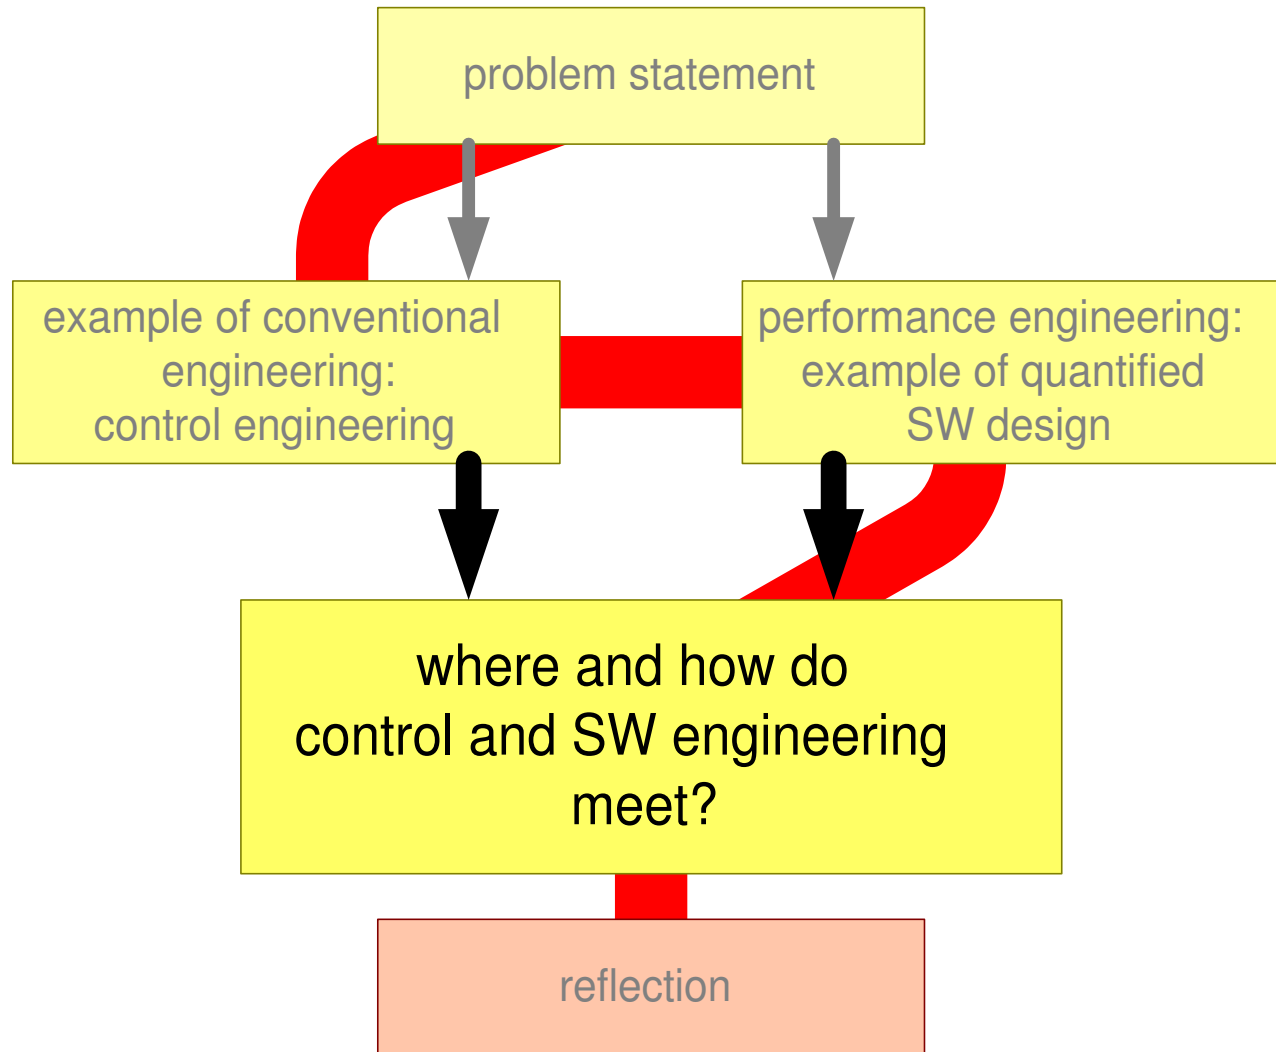 problem statement
example of conventional
engineering:
control engineering
performance engineering:
example of quantified
SW design
where and how do
control and SW engineering
meet?
reflection